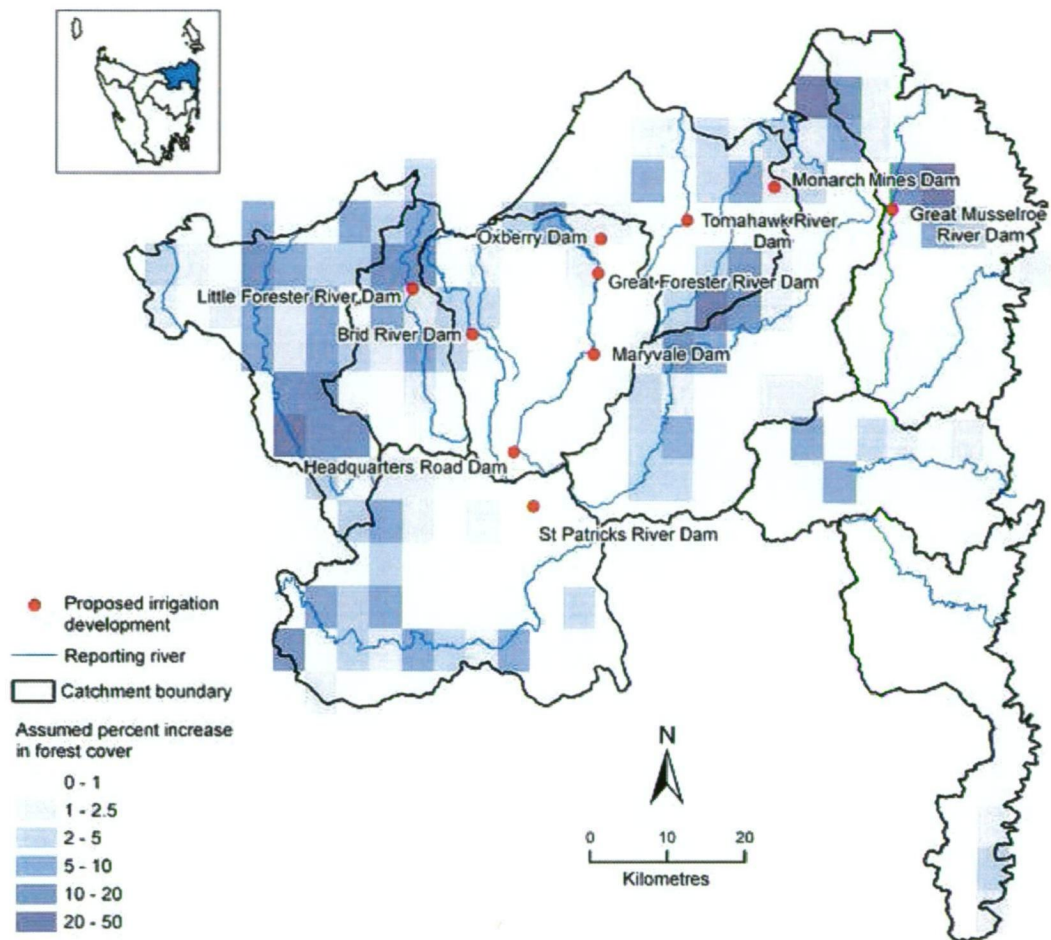 Monarch Mines Dam
Great Musselroe
River Dam
Tomahawk River
Dam
Oxberry Dam
Great Forester River Dam
Little Forester River Dam
Brid River Dam
Maryvale Dam
Headquarters Road Dam
St Patricks River Dam
Proposed irrigation
development
Reporting river
Catchment boundary
Assumed percent increase
in forest cover
0 - 1
1 - 2.5
2 - 5
5 - 10
10 - 20
20 - 50
N
0 10 20
Kilometres